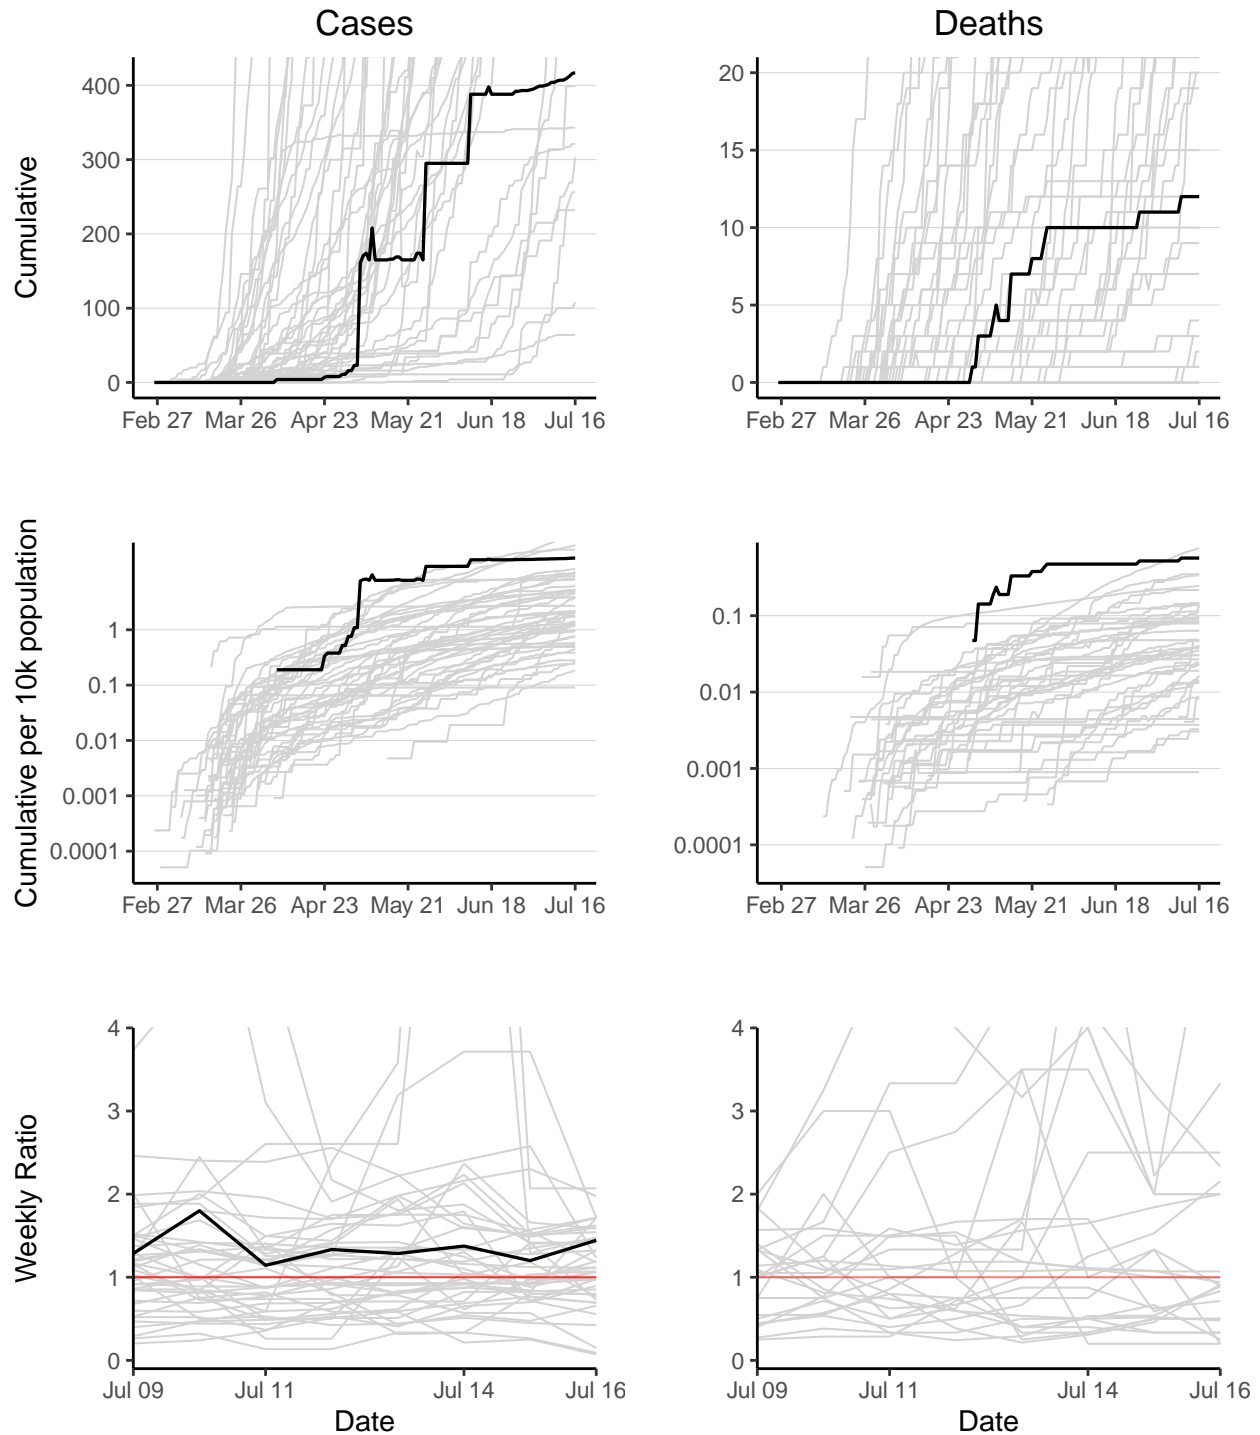 Cases
Deaths
Cumulative
400
300
200
100
0
Feb 27 Mar 26 Apr 23 May 21 Jun 18 Jul 16
20
15
10
5
0
Feb 27 Mar 26 Apr 23 May 21 Jun 18 Jul 16
Cumulative per 10k population
1
0.1
0.01
0.001
0.0001
Feb 27 Mar 26 Apr 23 May 21 Jun 18 Jul 16
0.1
0.01
0.001
0.0001
Feb 27 Mar 26 Apr 23 May 21 Jun 18 Jul 16
Weekly Ratio
4
3
2
1
0
Jul 09 Jul 11 Jul 14 Jul 16
Date
4
3
2
1
0
Jul 09 Jul 11 Jul 14 Jul 16
Date